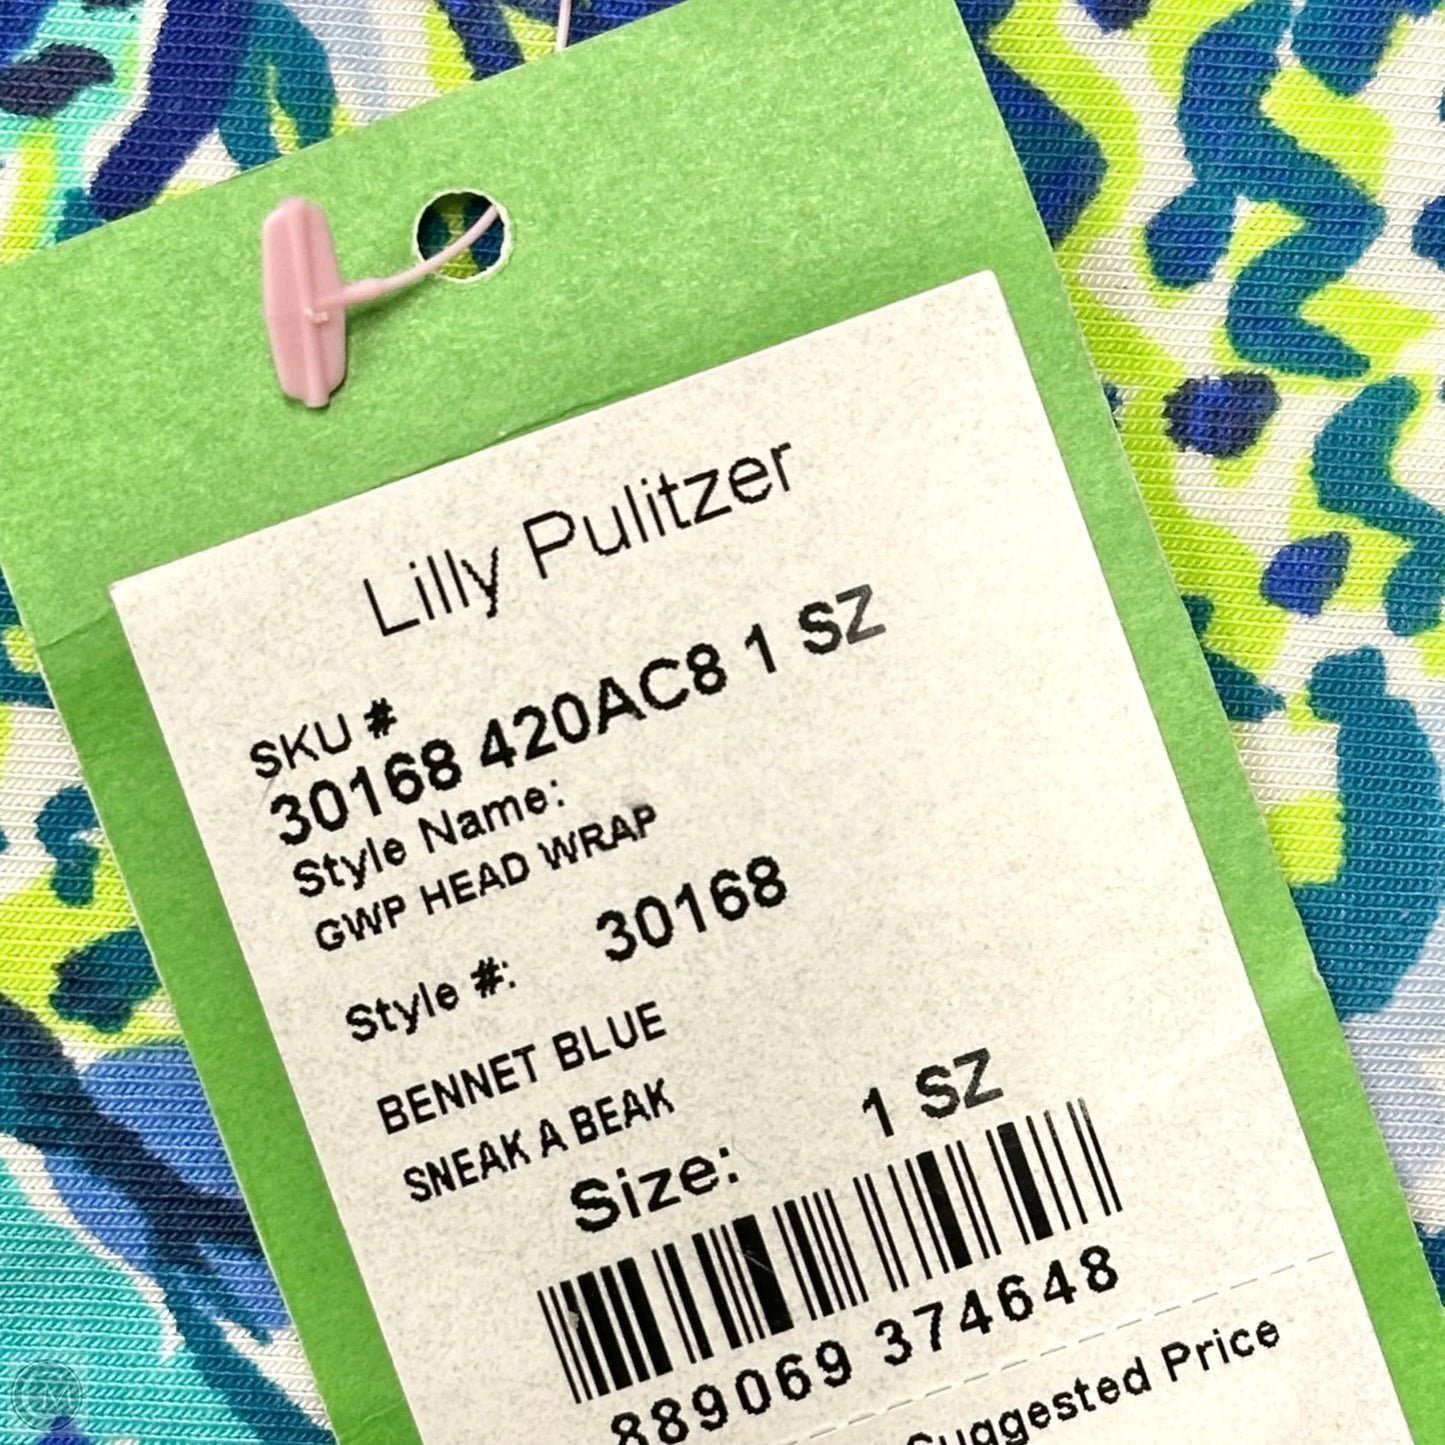 Lilly Pulitzer
SKU #
30168 420AC8 1 SZ
Style Name:
GWP HEAD WRAP
Style #: 30168
BENNET BLUE
SNEAK A BEAK
Size: 1 SZ
889069 374648
Suggested Price